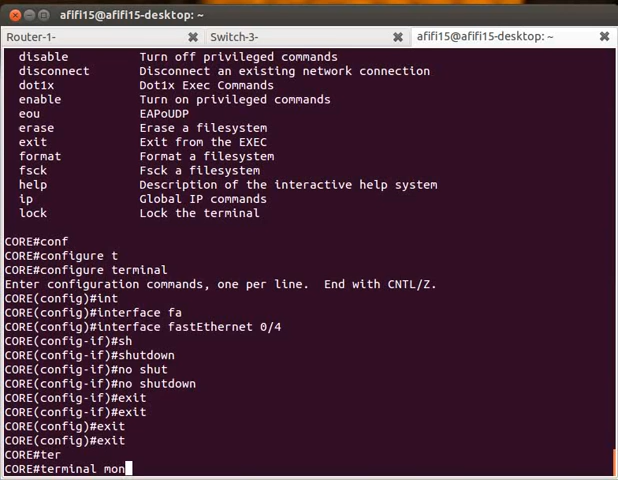 afifi15@afifi15-desktop: ~
Router-1-
Switch-3-
afifi15@afifi15-desktop: ~
disable Turn off privileged commands
disconnect Disconnect an existing network connection
dot1x Dot1x Exec Commands
enable Turn on privileged commands
eou EAPoUDP
erase Erase a filesystem
exit Exit from the EXEC
format Format a filesystem
fsck Fsck a filesystem
help Description of the interactive help system
ip Global IP commands
lock Lock the terminal
CORE#conf
CORE#configure t
CORE#configure terminal
Enter configuration commands, one per line.  End with CNTL/Z.
CORE(config)#int
CORE(config)#interface fa
CORE(config)#interface fastEthernet 0/4
CORE(config-if)#sh
CORE(config-if)#shutdown
CORE(config-if)#no shut
CORE(config-if)#no shutdown
CORE(config-if)#exit
CORE(config-if)#exit
CORE(config)#exit
CORE(config)#exit
CORE#ter
CORE#terminal mon